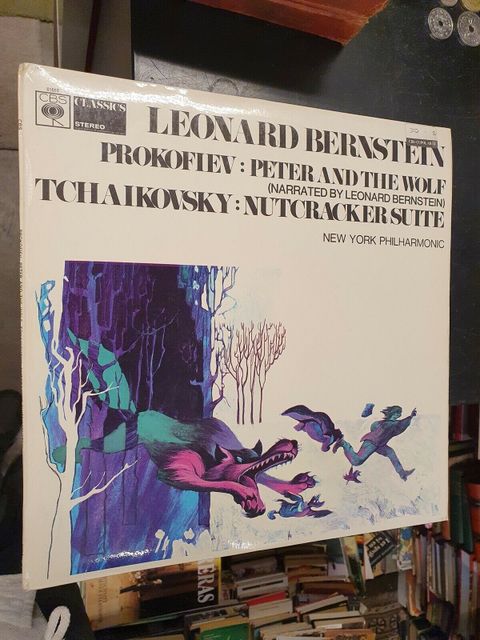 CBS
CLASSICS
STEREO
LEONARD BERNSTEIN
PROKOFIEV: PETER AND THE WOLF
(NARRATED BY LEONARD BERNSTEIN)
TCHAIKOVSKY: NUTCRACKER SUITE
NEW YORK PHILHARMONIC